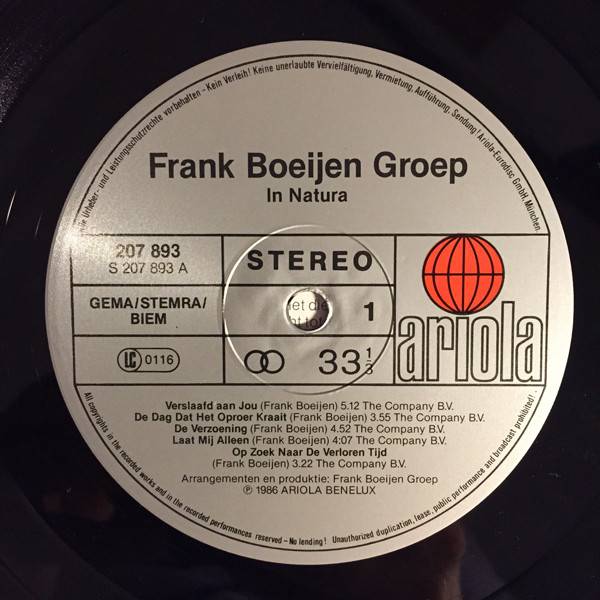 Alle Urheber- und Leistungsschutzrechte vorbehalten - Kein Verleih! Keine unerlaubte Vervielfältigung, Vermietung, Aufführung, Sendung! Ariola-Eurodisc GmbH, München.
Frank Boeijen Groep
In Natura
207 893
S 207 893 A
STEREO
GEMA/STEMRA/
BIEM
1
LC 0116
33 1/3
ariola
Verslaafd aan Jou (Frank Boeijen) 5.12 The Company B.V.
De Dag Dat Het Oproer Kraait (Frank Boeijen) 3.55 The Company B.V.
De Verzoening (Frank Boeijen) 4.52 The Company B.V.
Laat Mij Alleen (Frank Boeijen) 4:07 The Company B.V.
Op Zoek Naar De Verloren Tijd
(Frank Boeijen) 3.22 The Company B.V.
Arrangementen en produktie: Frank Boeijen Groep
℗ 1986 ARIOLA BENELUX
All copyrights in the recorded works and in the recorded performances reserved - No lending! Unauthorized duplication, lease, public performance and broadcast prohibited!